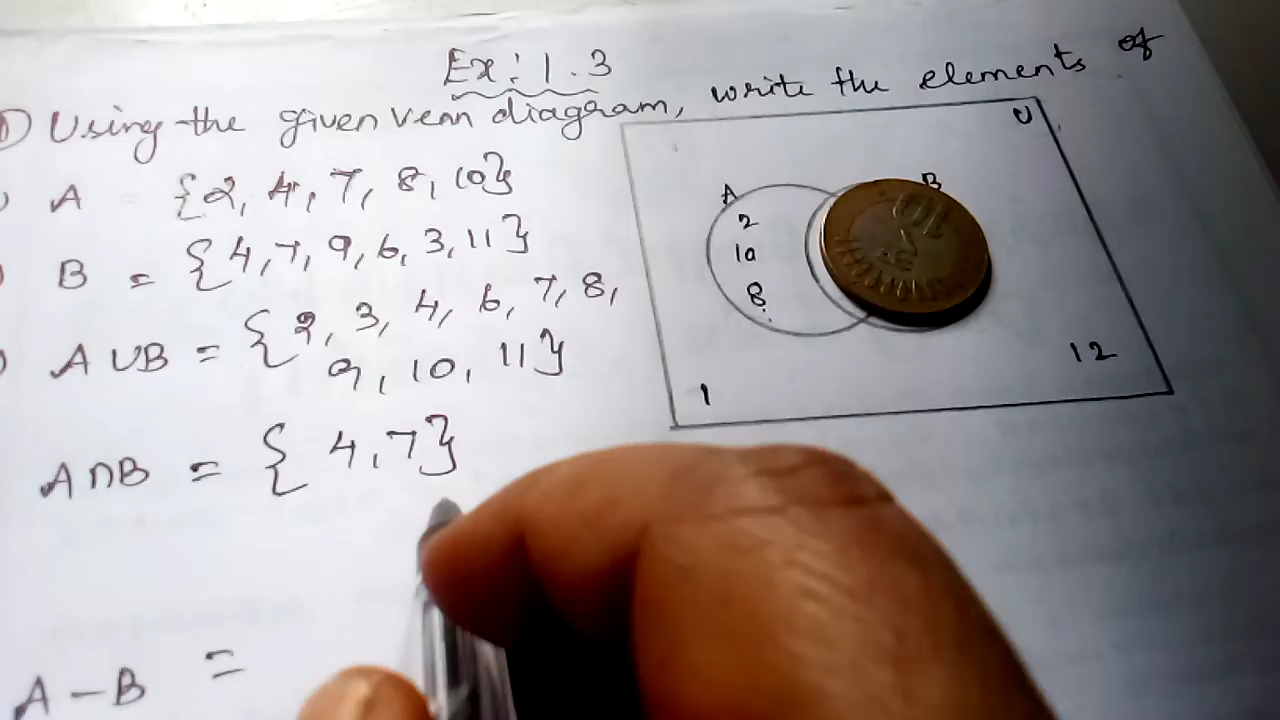 Ex: 1.3
1) Using the given venn diagram, write the elements of
A {2, 4, 7, 8, 10}
B = {4, 7, 9, 6, 3, 11}
A∪B = {2, 3, 4, 6, 7, 8,
9, 10, 11}
A∩B = {4, 7}
A - B =
U
A
B
2
10
8
12
1